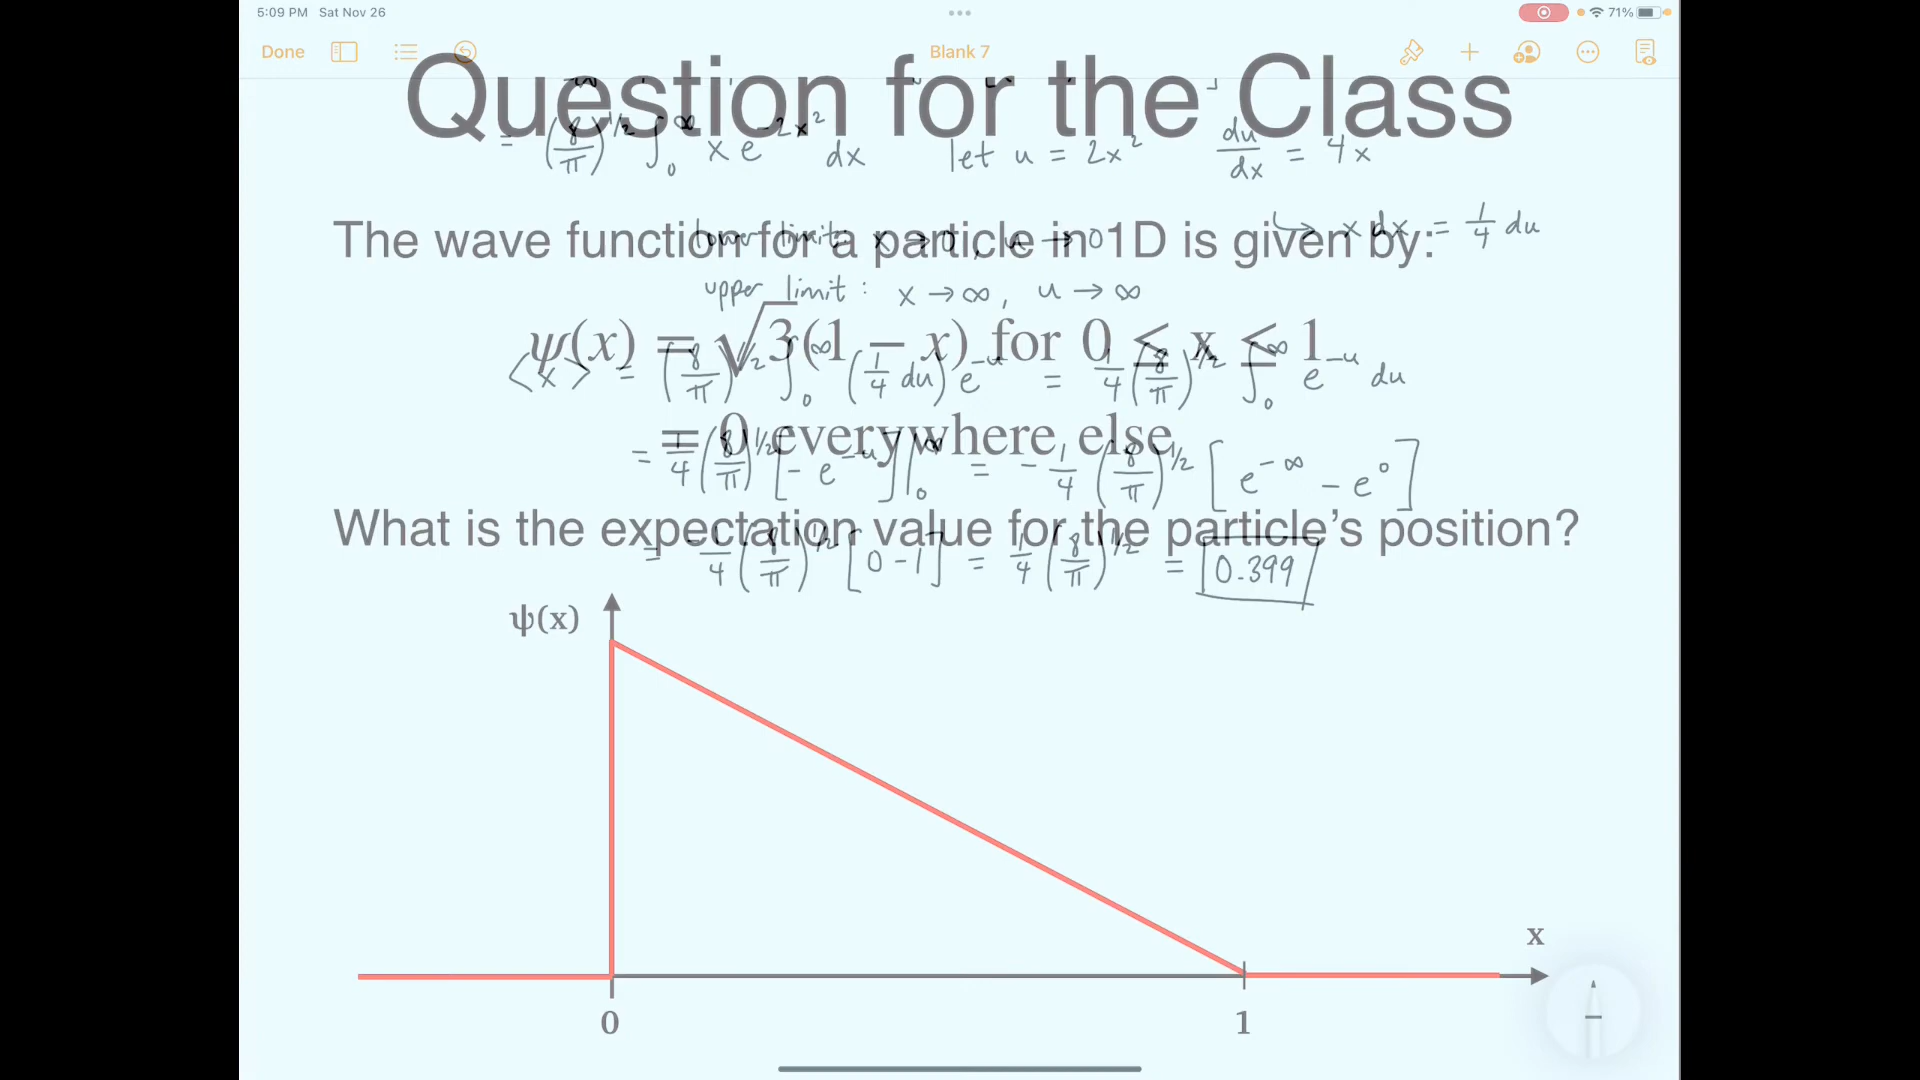 5:09 PM Sat Nov 26
71%
Done
Blank 7
Question for the Class
= (8/π)^1/2 ∫₀^∞ x e^-2x² dx let u = 2x² du/dx = 4x
The wave function for a particle in 1D is given by:
lower limit: x → 0, u → 0
↳ x dx = 1/4 du
upper limit: x → ∞, u → ∞
ψ(x) = √3(1 − x) for 0 ≤ x ≤ 1
<x> = (8/π)^1/2 ∫₀^∞ (1/4 du) e^-u = 1/4 (8/π)^1/2 ∫₀^∞ e^-u du
= 0 everywhere else
= 1/4 (8/π)^1/2 [-e^-u]|₀^∞ = -1/4 (8/π)^1/2 [e^-∞ - e^0]
What is the expectation value for the particle's position?
= -1/4 (8/π)^1/2 [0 - 1] = 1/4 (8/π)^1/2 = 0.399
ψ(x)
x
0
1